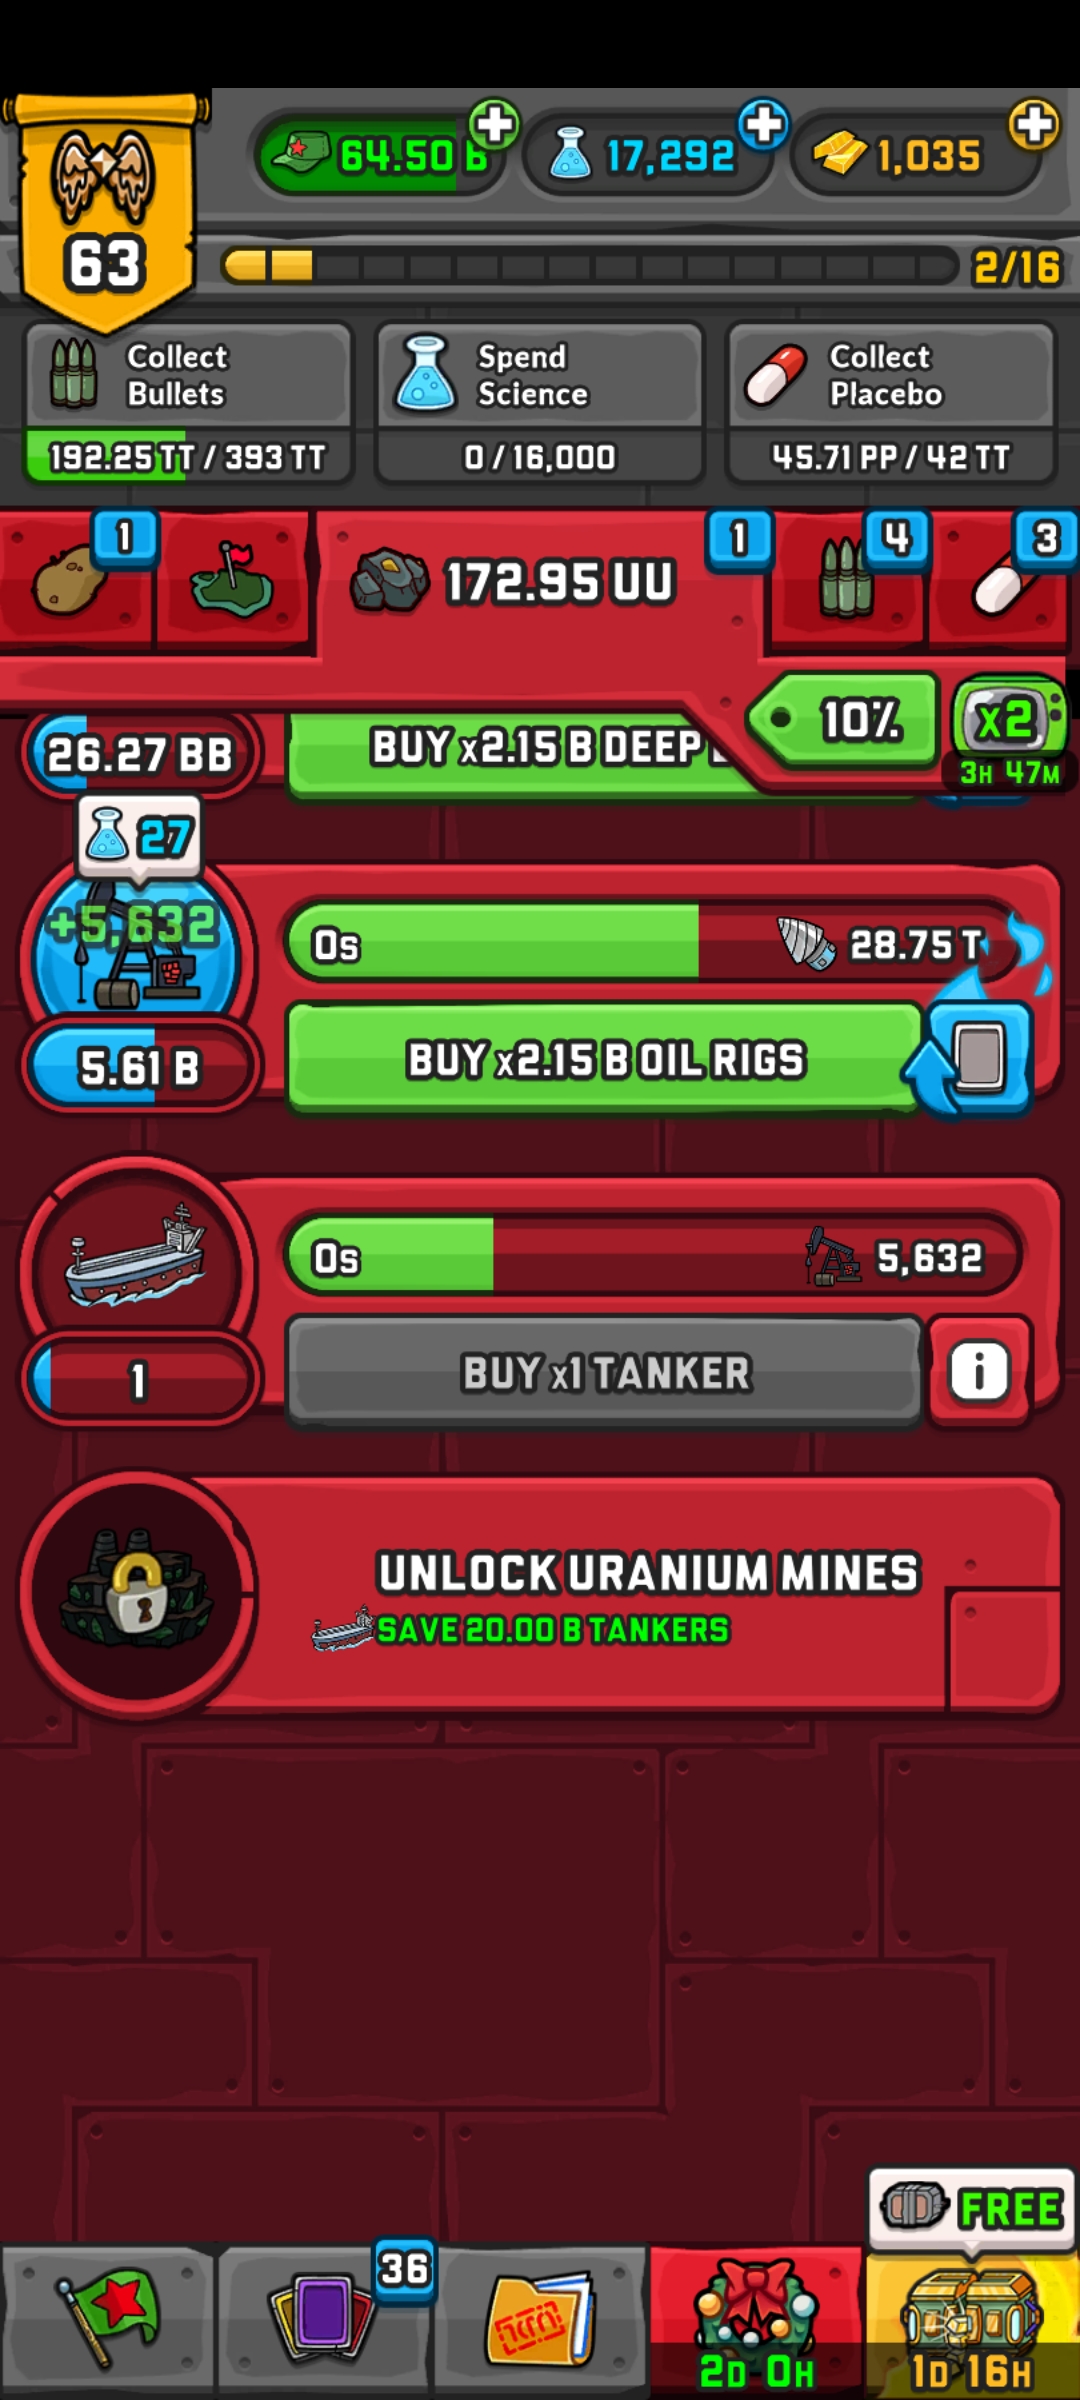 64.50 B
17,292
1,035
63
2/16
Collect Bullets
192.25 TT / 393 TT
Spend Science
0 / 16,000
Collect Placebo
45.71 PP / 42 TT
1
172.95 UU
1
4
3
10%
x2
3H 47M
26.27 BB
BUY x2.15 B DEEP
27
+5,632
0s
28.75 T
5.61 B
BUY x2.15 B OIL RIGS
0s
5,632
1
BUY x1 TANKER
i
UNLOCK URANIUM MINES
SAVE 20.00 B TANKERS
FREE
36
2D 0H
1D 16H